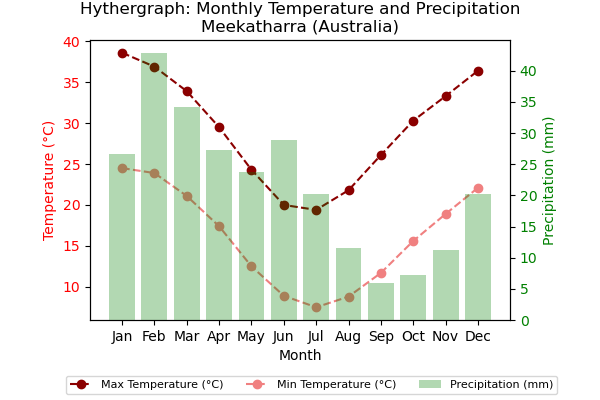 Hythergraph: Monthly Temperature and Precipitation
Meekatharra (Australia)
40
35
30
25
20
15
10
Temperature (°C)
40
35
30
25
20
15
10
5
0
Precipitation (mm)
Jan Feb Mar Apr May Jun Jul Aug Sep Oct Nov Dec
Month
Max Temperature (°C) Min Temperature (°C) Precipitation (mm)